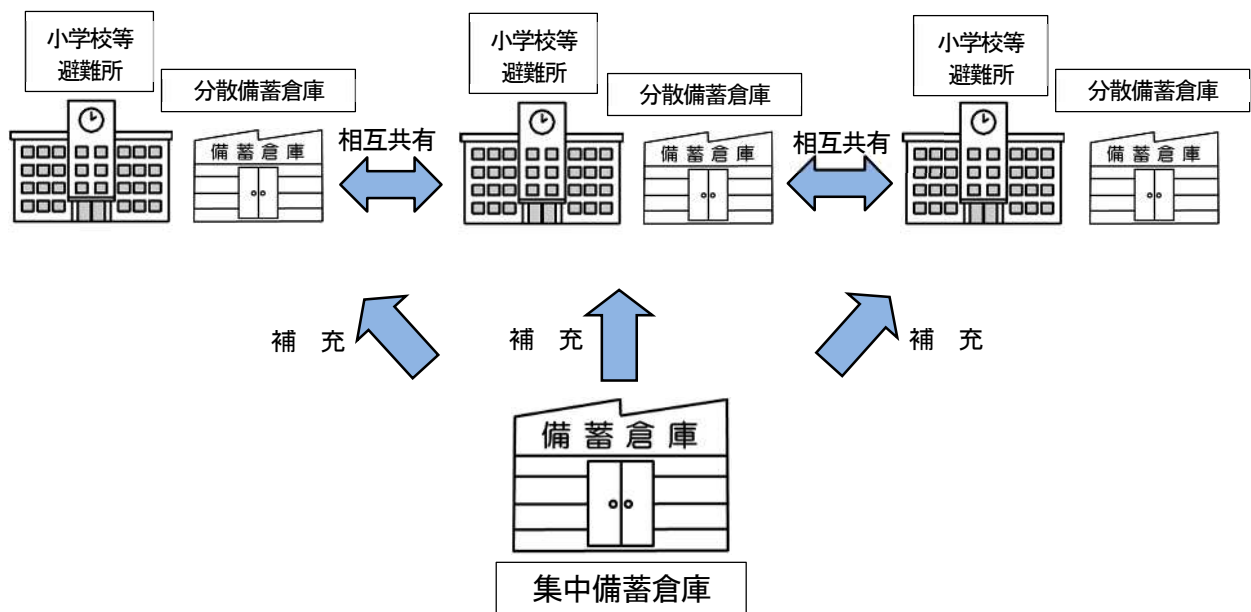 小学校等
避難所
分散備蓄倉庫
備蓄倉庫
相互共有
小学校等
避難所
分散備蓄倉庫
備蓄倉庫
相互共有
小学校等
避難所
分散備蓄倉庫
備蓄倉庫
補　充
補　充
補　充
備蓄倉庫
集中備蓄倉庫